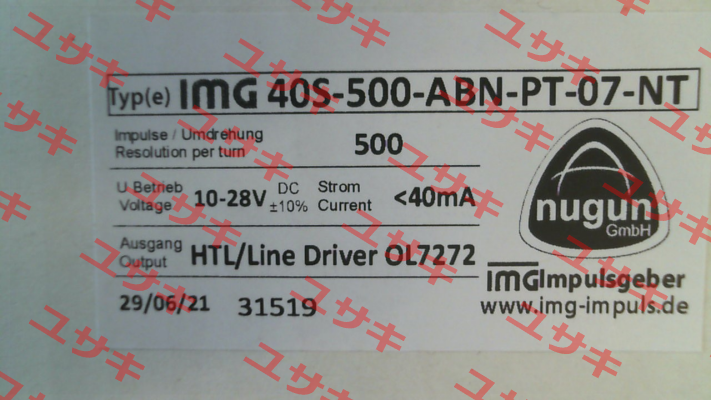 Typ(e) IMG 40S-500-ABN-PT-07-NT
Impulse / Umdrehung
Resolution per turn 500
U Betrieb
Voltage 10-28V DC ±10% Strom
Current <40mA
Ausgang
Output HTL/Line Driver OL7272
29/06/21 31519
nugun
GmbH
IMG Impulsgeber
www.img-impuls.de
ユサキ